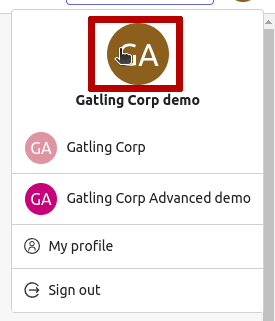 GA
Gatling Corp demo
GA Gatling Corp
GA Gatling Corp Advanced demo
My profile
Sign out